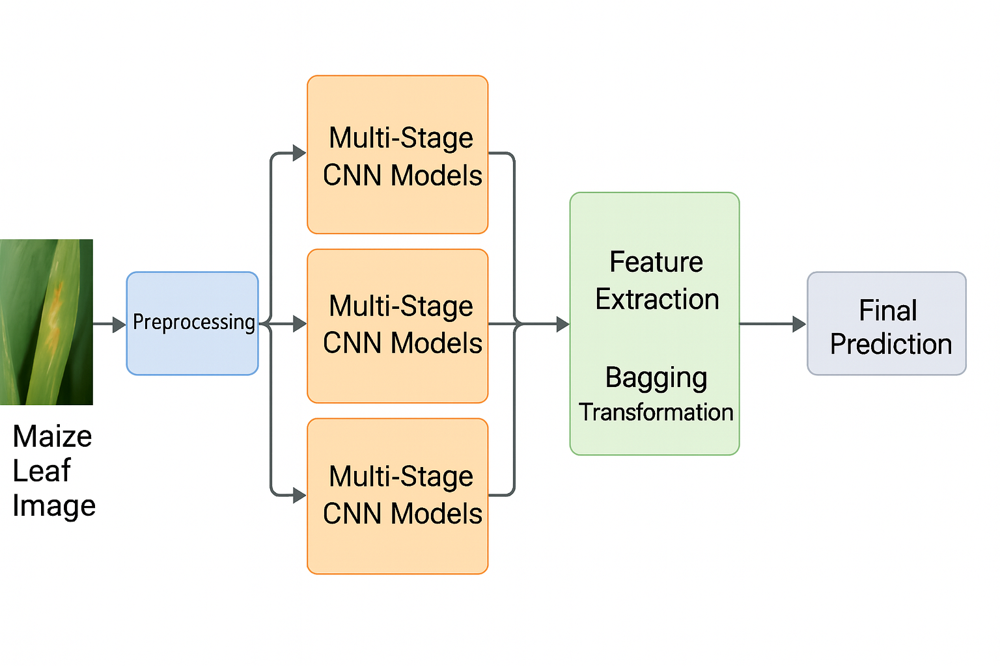 Maize
Leaf
Image
Preprocessing
Multi-Stage
CNN Models
Multi-Stage
CNN Models
Multi-Stage
CNN Models
Feature
Extraction
Bagging
Transformation
Final
Prediction